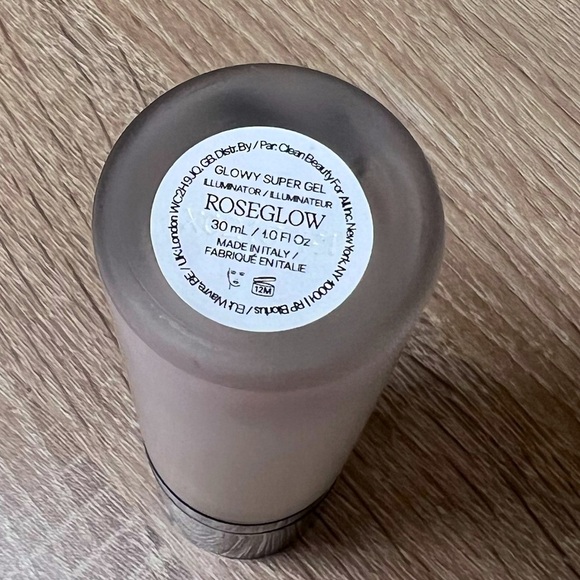 GLOWY SUPER GEL
ILLUMINATOR / ILLUMINATEUR
ROSEGLOW
30 mL / 1.0 Fl Oz
MADE IN ITALY /
FABRIQUÉ EN ITALIE
12M
Distr. By / Par: Clean Beauty For All Inc. New York, NY 10001 | RP Biorius / EU: Wavre, BE / UK: London WC2H 9JQ, GB.